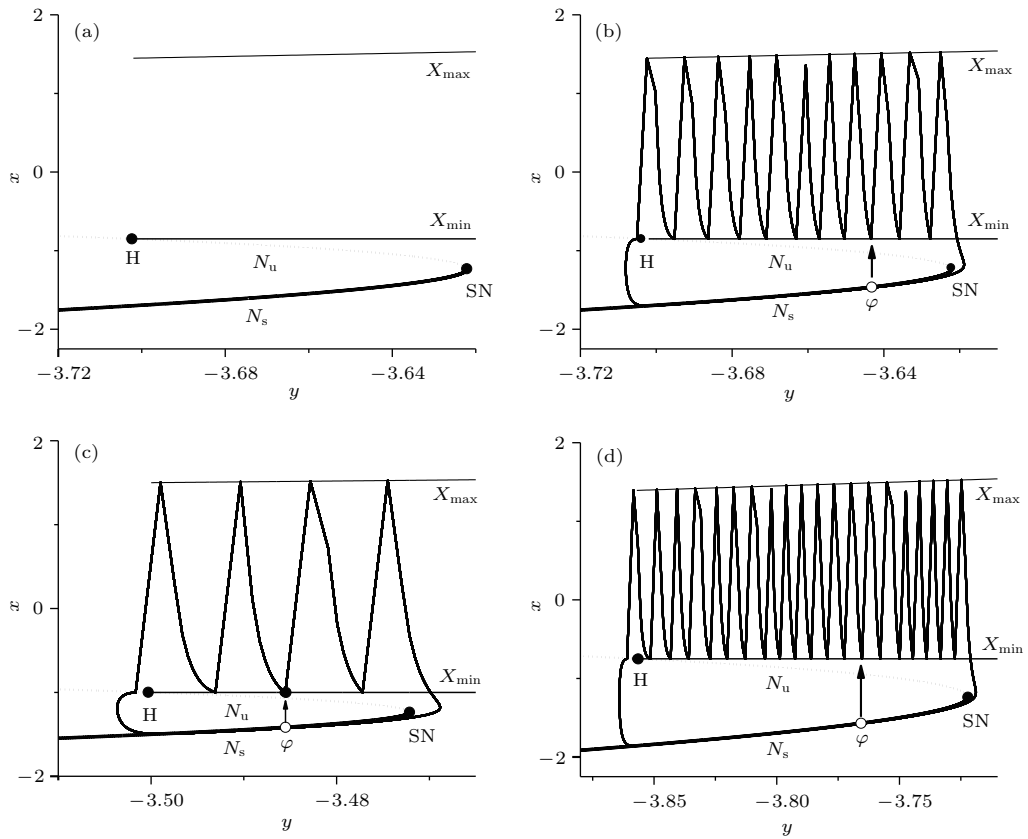 (a)
2
0
−2
x
X_max
X_min
H
N_u
SN
N_s
−3.72
−3.68
−3.64
y
(b)
2
0
−2
x
X_max
X_min
H
N_u
SN
N_s
φ
−3.72
−3.68
−3.64
y
(c)
2
0
−2
x
X_max
X_min
H
N_u
SN
N_s
φ
−3.50
−3.48
y
(d)
2
0
−2
x
X_max
X_min
H
N_u
SN
N_s
φ
−3.85
−3.80
−3.75
y